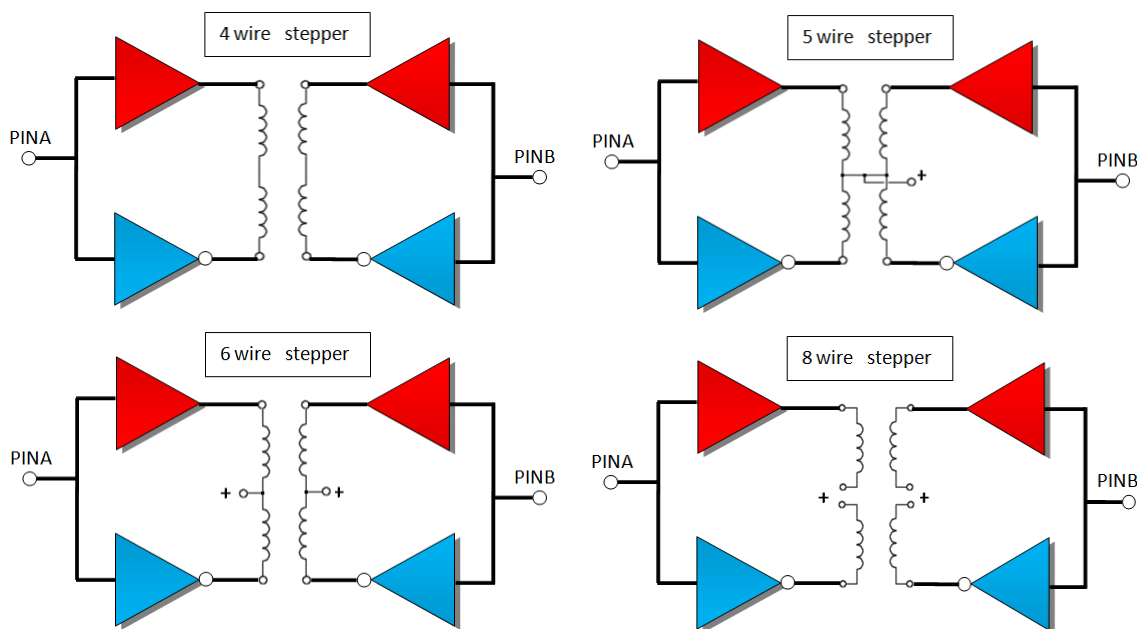 4 wire stepper
PINA
PINB
5 wire stepper
PINA
+
PINB
6 wire stepper
PINA
+
+
PINB
8 wire stepper
PINA
+
+
PINB